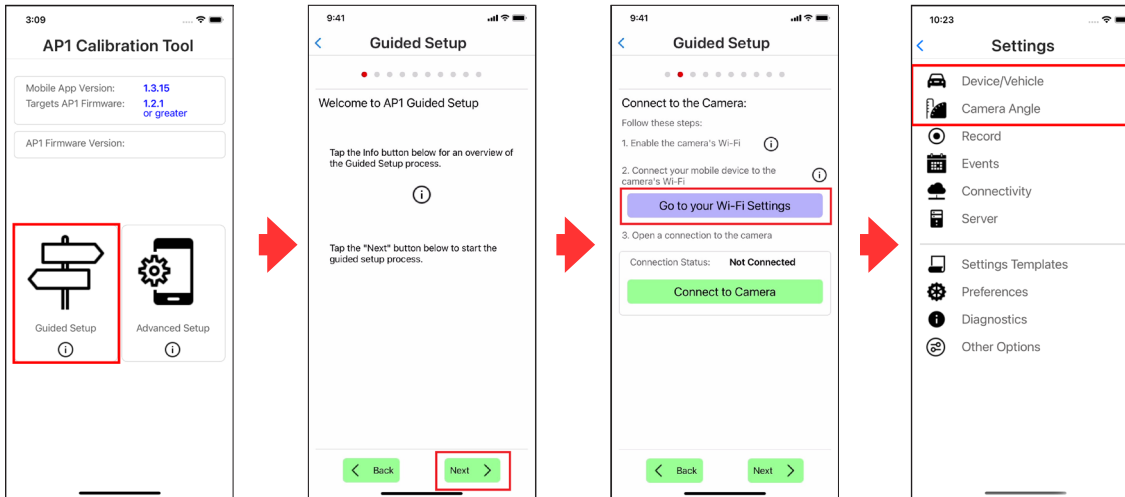 3:09
AP1 Calibration Tool
Mobile App Version: 1.3.15
Targets AP1 Firmware: 1.2.1
or greater
AP1 Firmware Version:
Guided Setup
Advanced Setup
9:41
Guided Setup
Welcome to AP1 Guided Setup
Tap the Info button below for an overview of
the Guided Setup process.
Tap the "Next" button below to start the
guided setup process.
Back
Next
9:41
Guided Setup
Connect to the Camera:
Follow these steps:
1. Enable the camera's Wi-Fi
2. Connect your mobile device to the
camera's Wi-Fi
Go to your Wi-Fi Settings
3. Open a connection to the camera
Connection Status: Not Connected
Connect to Camera
Back
Next
10:23
Settings
Device/Vehicle
Camera Angle
Record
Events
Connectivity
Server
Settings Templates
Preferences
Diagnostics
Other Options